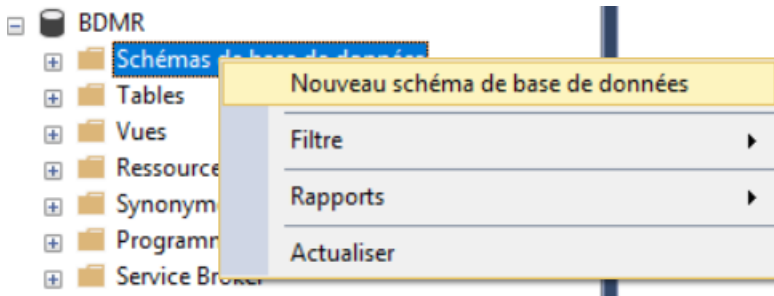 BDMR
Schémas de base de données
Nouveau schéma de base de données
Tables
Vues
Filtre
Ressource
Rapports
Synonym
Programm
Actualiser
Service Broker